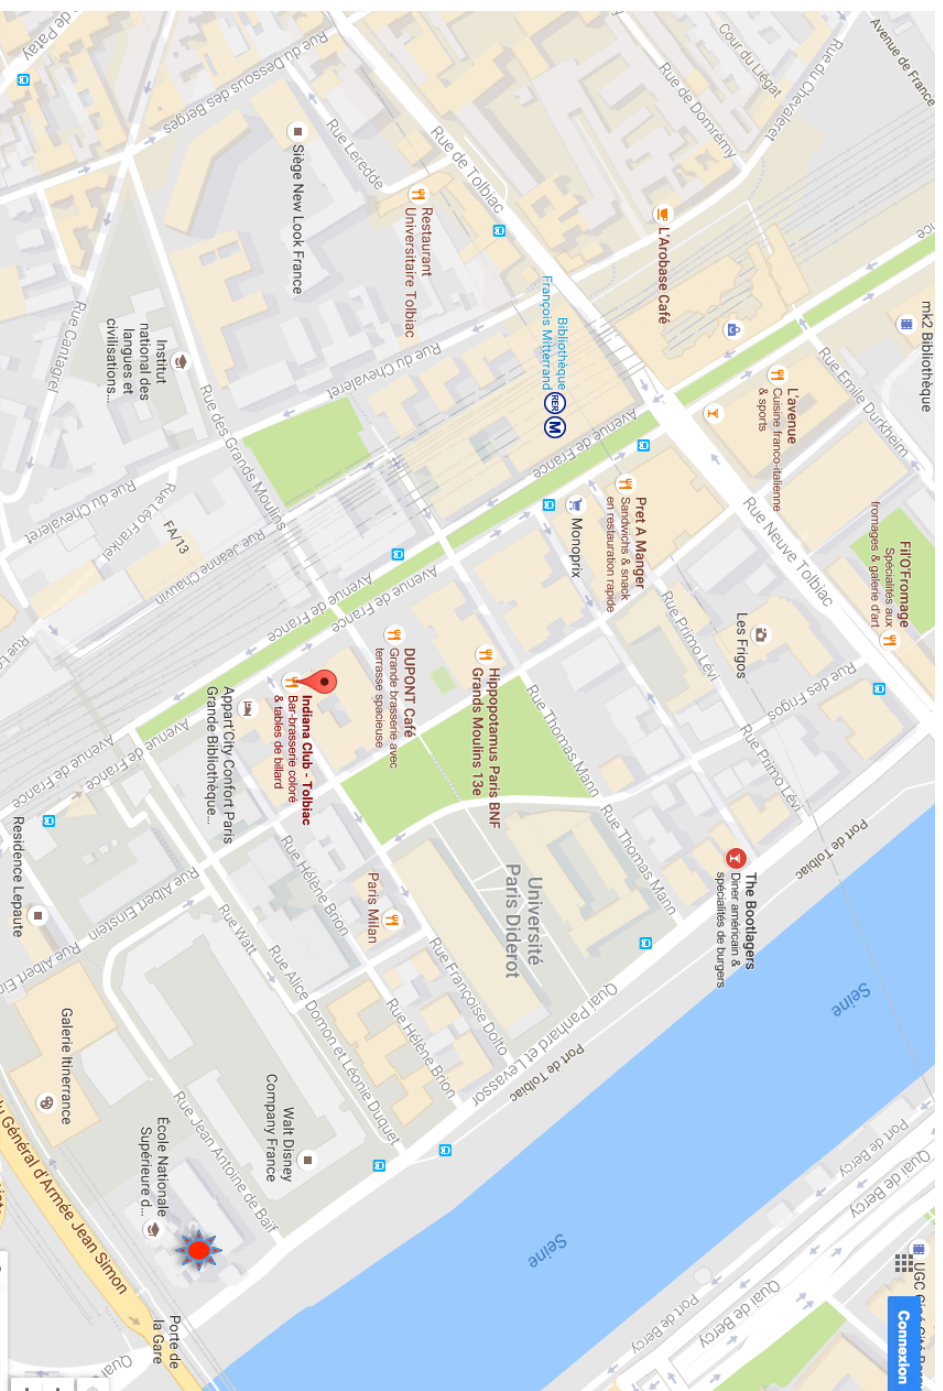 Avenue de France
Rue du Chevaleret
Cour du Liégat
Rue de Domrémy
mk2 Bibliothèque
Rue Emile Durkheim
L'Arobase Café
L'avenue
Cuisine franco-italienne
& sports
Fil'O'Fromage
Spécialités aux
fromages & galerie d'art
Rue Neuve Tolbiac
Rue de Tolbiac
Rue du Dessous des Berges
Rue Leredde
Siège New Look France
Restaurant
Universitaire Tolbiac
Bibliothèque
François Mitterrand
RER
M
Avenue de France
Pret A Manger
Sandwichs & snack
en restauration rapide
Monoprix
Les Frigos
Rue des Frigos
Rue Primo Lévi
Rue Primo Lévi
Port de Tolbiac
Rue du Chevaleret
Rue des Grands Moulins
Institut
national des
langues et
civilisations...
Rue Cantagrel
de Patay
Rue du Chevaleret
Rue Léo Frankel
FA/13
Rue Jeanne Chauvin
Avenue de France
Avenue de France
DUPONT Café
Grande brasserie avec
terrasse spacieuse
Hippopotamus Paris BNF
Grands Moulins 13e
Rue Thomas Mann
Rue Thomas Mann
The Bootlagers
Diner américain &
spécialités de burgers
Indiana Club - Tolbiac
Bar-brasserie coloré
& tables de billard
Appart'City Confort Paris
Grande Bibliothèque...
Avenue de France
Avenue de France
Université
Paris Diderot
Paris Milan
Rue Hélène Brion
Rue Hélène Brion
Rue Françoise Dolto
Quai Panhard et Levassor
Port de Tolbiac
Seine
Seine
Residence Lepaute
Rue Albert Einstein
Rue Albert Ein
Rue Watt
Rue Alice Domon et Léonie Duquet
Walt Disney
Company France
Galerie Itinerrance
École Nationale
Supérieure d...
Rue Jean Antoine de Baïf
du Général d'Armée Jean Simon
Porte de
la Gare
Quai
Port de Bercy
Quai de Bercy
Port de Bercy
Quai de Bercy
Quai de Bercy
UGC
Connexion